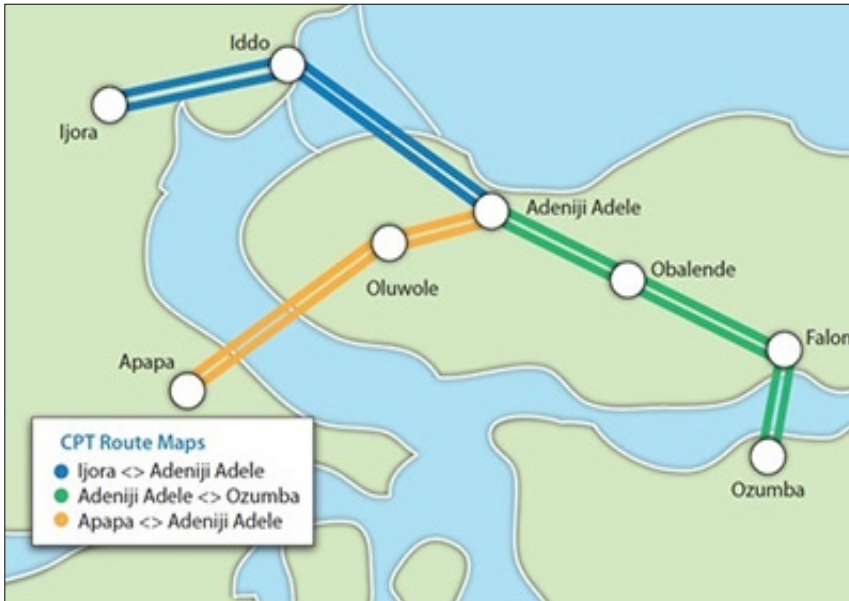 Iddo
Ijora
Adeniji Adele
Obalende
Oluwole
Falom
Apapa
Ozumba
CPT Route Maps
Ijora <> Adeniji Adele
Adeniji Adele <> Ozumba
Apapa <> Adeniji Adele